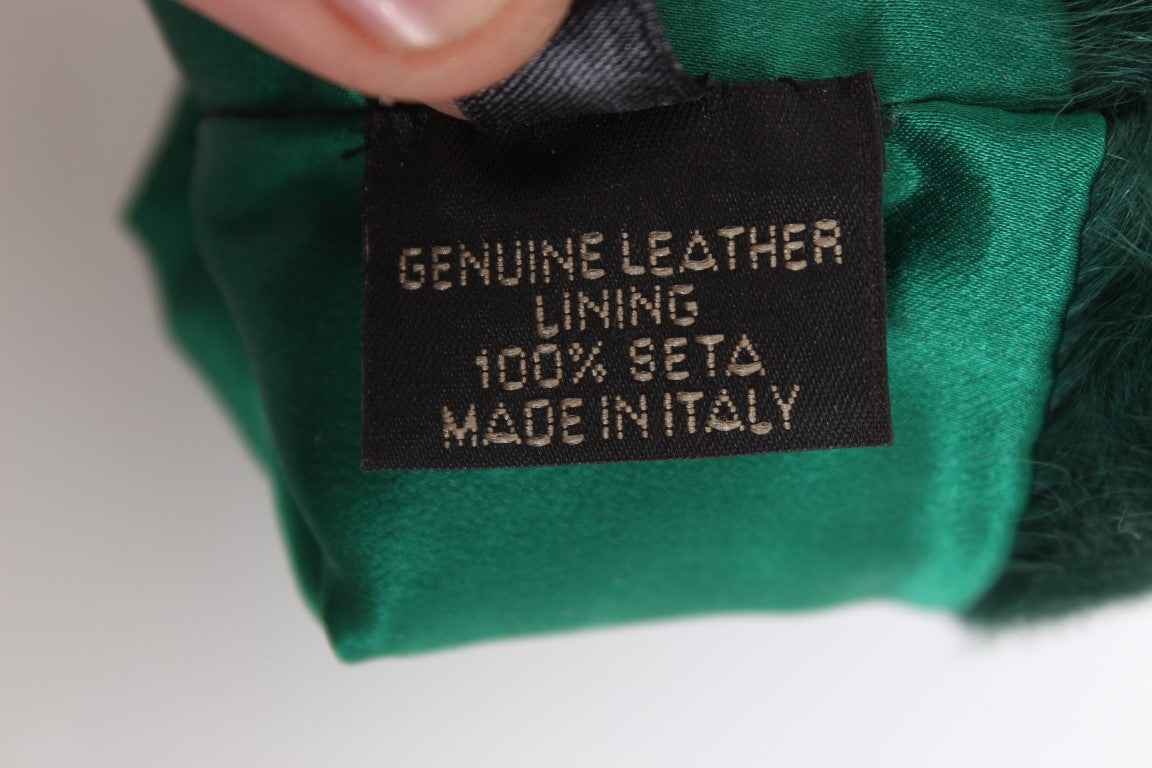 GENUINE LEATHER
LINING
100% SETA
MADE IN ITALY